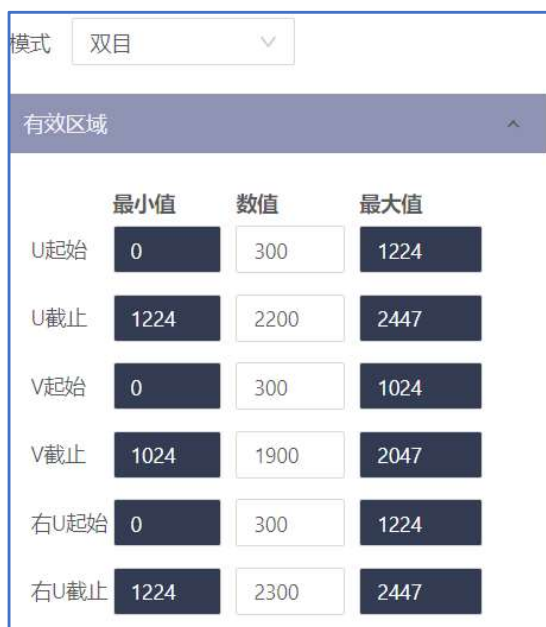 模式 双目
有效区域
最小值 数值 最大值
U起始 0 300 1224
U截止 1224 2200 2447
V起始 0 300 1024
V截止 1024 1900 2047
右U起始 0 300 1224
右U截止 1224 2300 2447